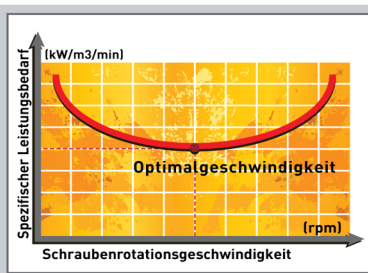 Spezifischer Leistungsbedarf
(kW/m3/min)
Optimalgeschwindigkeit
(rpm)
Schraubenrotationsgeschwindigkeit